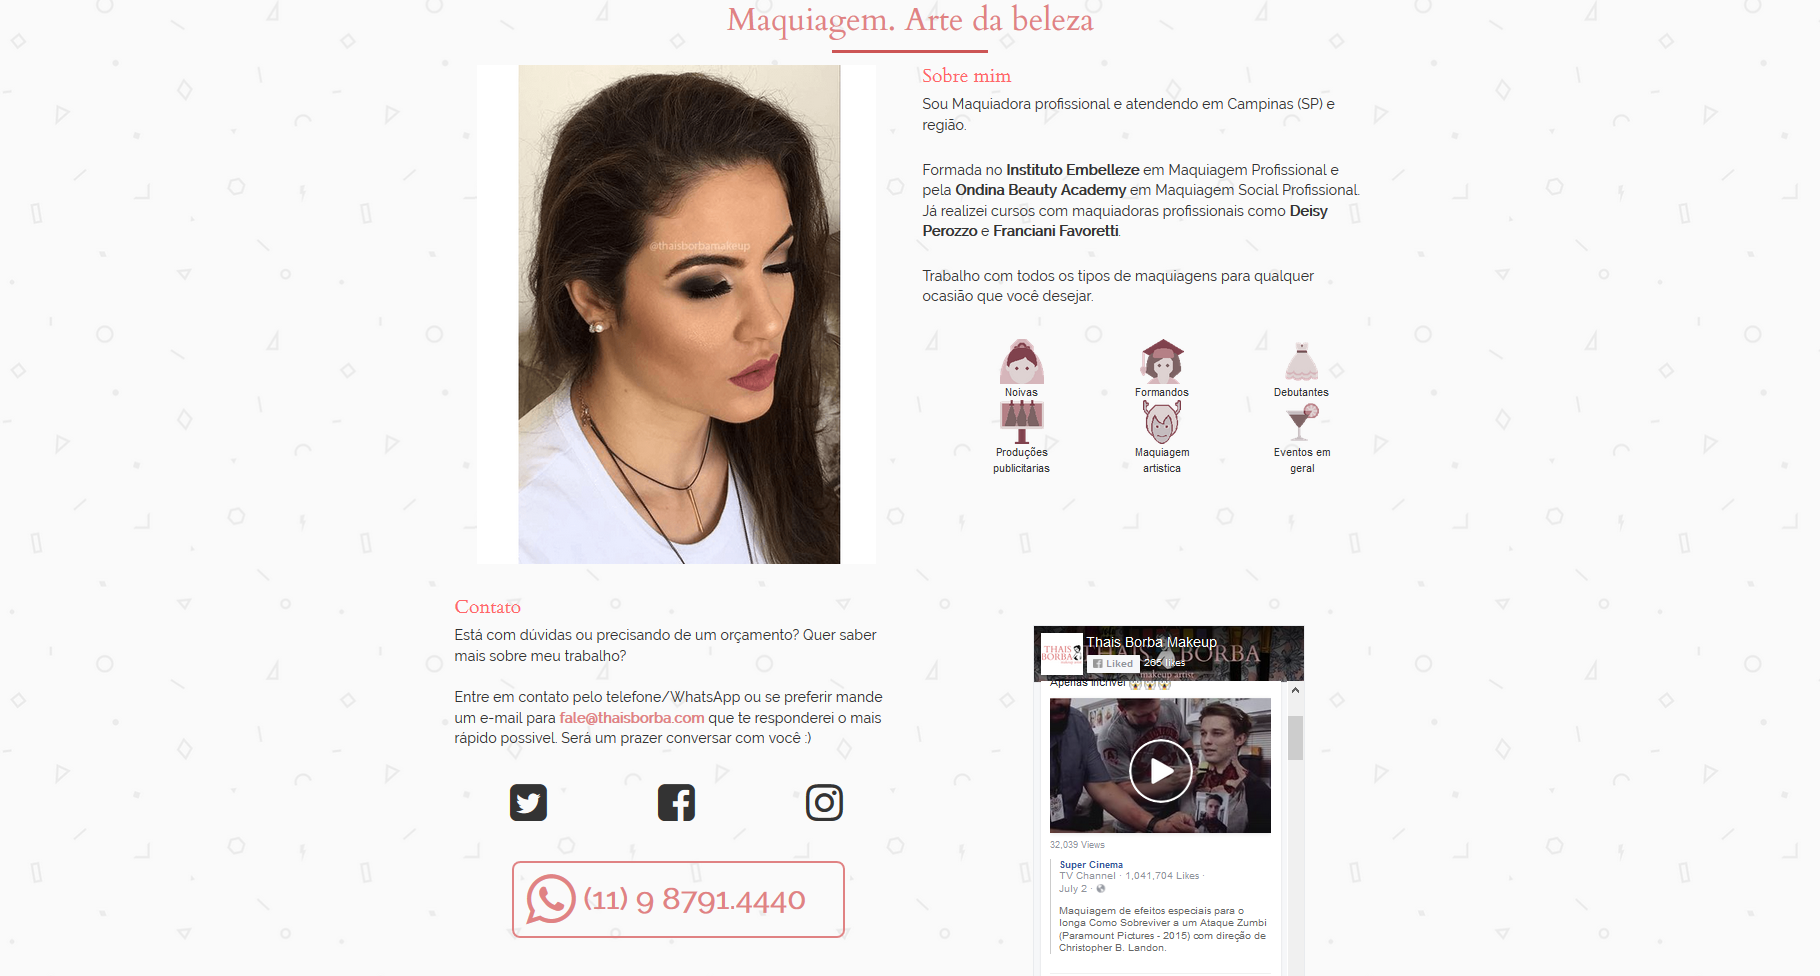 Maquiagem. Arte da beleza
@thaisborbamakeup
Sobre mim
Sou Maquiadora profissional e atendendo em Campinas (SP) e
região.
Formada no Instituto Embelleze em Maquiagem Profissional e
pela Ondina Beauty Academy em Maquiagem Social Profissional.
Já realizei cursos com maquiadoras profissionais como Deisy
Perozzo e Franciani Favoretti.
Trabalho com todos os tipos de maquiagens para qualquer
ocasião que você desejar.
Noivas
Formandos
Debutantes
Produções
publicitarias
Maquiagem
artistica
Eventos em
geral
Contato
Está com dúvidas ou precisando de um orçamento? Quer saber
mais sobre meu trabalho?
Entre em contato pelo telefone/WhatsApp ou se preferir mande
um e-mail para fale@thaisborba.com que te responderei o mais
rápido possivel. Será um prazer conversar com você :)
(11) 9 8791.4440
THAIS
BORBA
Thais Borba Makeup
THAIS BORBA
makeup artist
Liked
265 likes
Apenas incrível
32,039 Views
Super Cinema
TV Channel · 1,041,704 Likes ·
July 2 ·
Maquiagem de efeitos especiais para o
longa Como Sobreviver a um Ataque Zumbi
(Paramount Pictures - 2015) com direção de
Christopher B. Landon.